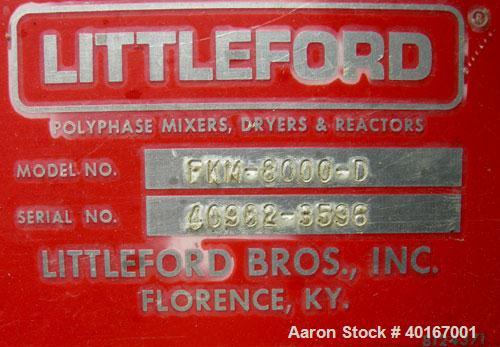 LITTLEFORD®
POLYPHASE MIXERS, DRYERS & REACTORS
MODEL NO. FKM-8000-D
SERIAL NO. 40982-3596
LITTLEFORD BROS., INC.
FLORENCE, KY.
Aaron Stock # 40167001